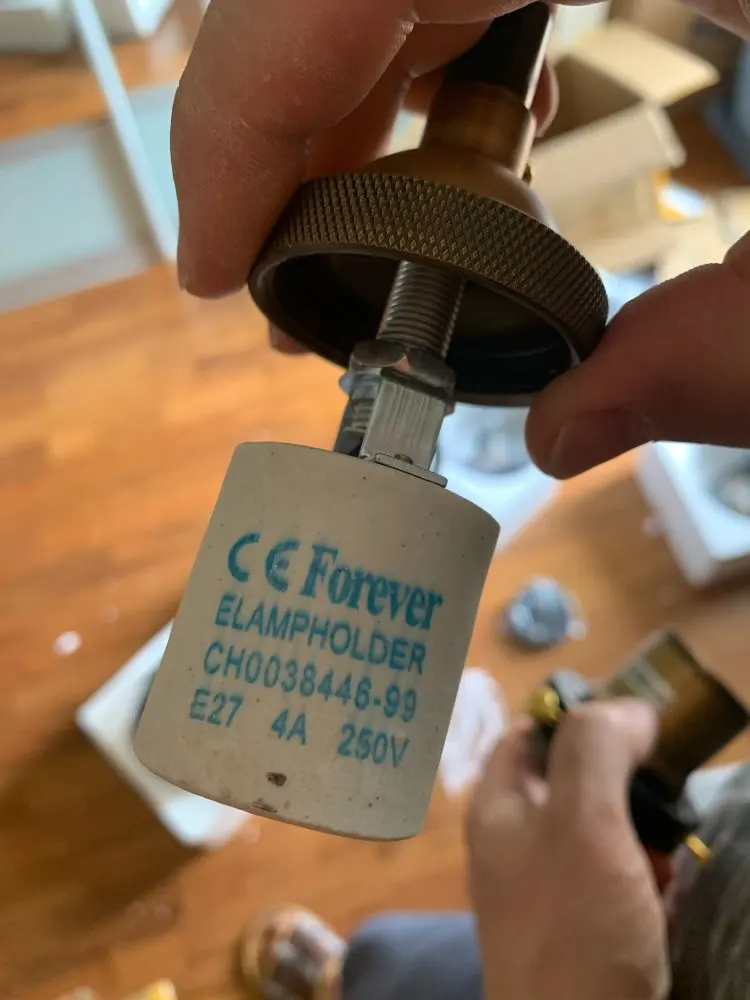 CE Forever
ELAMPHOLDER
CH0038446-99
E27 4A 250V